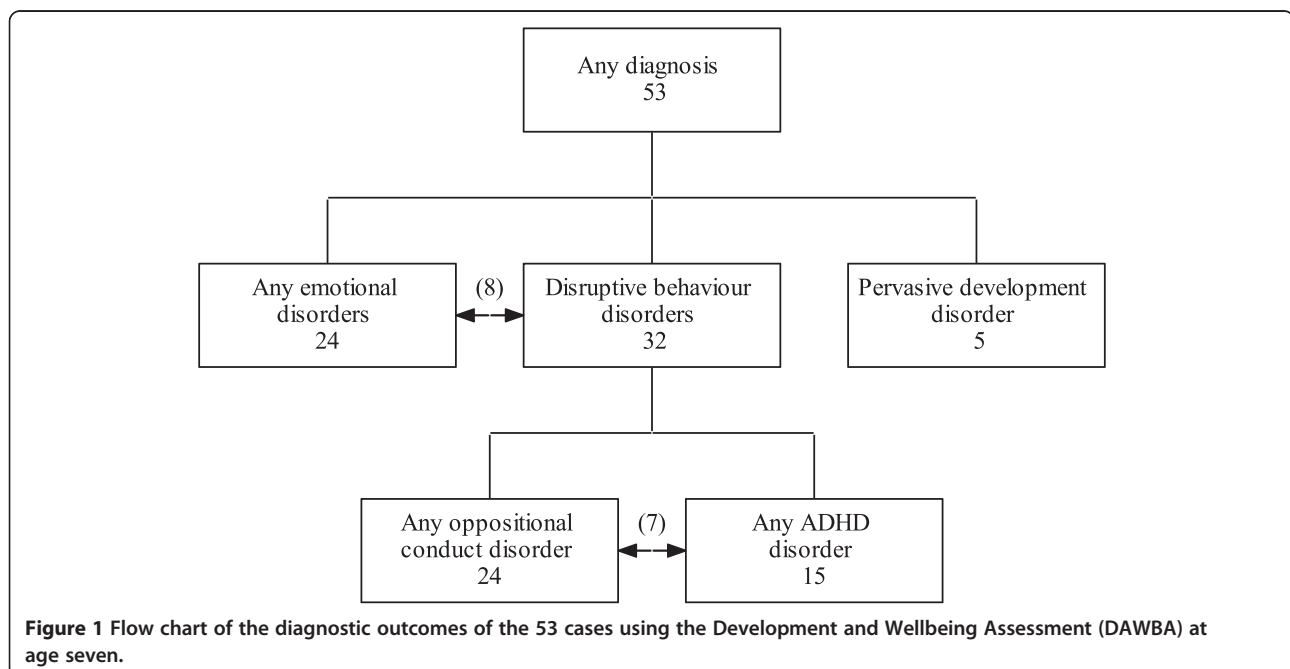 Any diagnosis
53
Any emotional
disorders
24
(8)
Disruptive behaviour
disorders
32
Pervasive development
disorder
5
Any oppositional
conduct disorder
24
(7)
Any ADHD
disorder
15
Figure 1 Flow chart of the diagnostic outcomes of the 53 cases using the Development and Wellbeing Assessment (DAWBA) at
age seven.